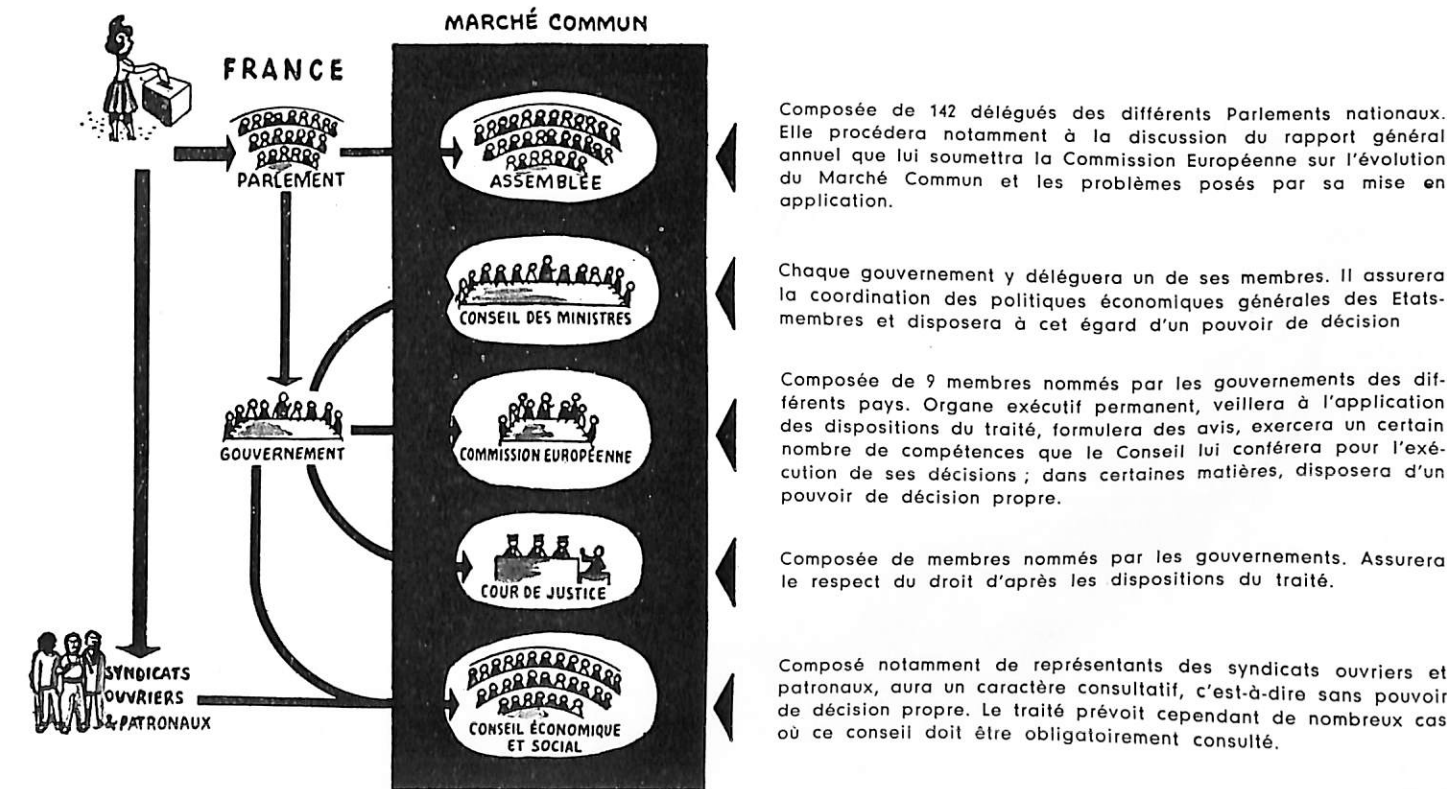 MARCHÉ COMMUN
FRANCE
PARLEMENT
ASSEMBLÉE
Composée de 142 délégués des différents Parlements nationaux.
Elle procédera notamment à la discussion du rapport général
annuel que lui soumettra la Commission Européenne sur l'évolution
du Marché Commun et les problèmes posés par sa mise en
application.
CONSEIL DES MINISTRES
Chaque gouvernement y déléguera un de ses membres. Il assurera
la coordination des politiques économiques générales des Etats-
membres et disposera à cet égard d'un pouvoir de décision
GOUVERNEMENT
COMMISSION EUROPÉENNE
Composée de 9 membres nommés par les gouvernements des dif-
férents pays. Organe exécutif permanent, veillera à l'application
des dispositions du traité, formulera des avis, exercera un certain
nombre de compétences que le Conseil lui conférera pour l'exé-
cution de ses décisions ; dans certaines matières, disposera d'un
pouvoir de décision propre.
COUR DE JUSTICE
Composée de membres nommés par les gouvernements. Assurera
le respect du droit d'après les dispositions du traité.
SYNDICATS
OUVRIERS
& PATRONAUX
CONSEIL ÉCONOMIQUE
ET SOCIAL
Composé notamment de représentants des syndicats ouvriers et
patronaux, aura un caractère consultatif, c'est-à-dire sans pouvoir
de décision propre. Le traité prévoit cependant de nombreux cas
où ce conseil doit être obligatoirement consulté.